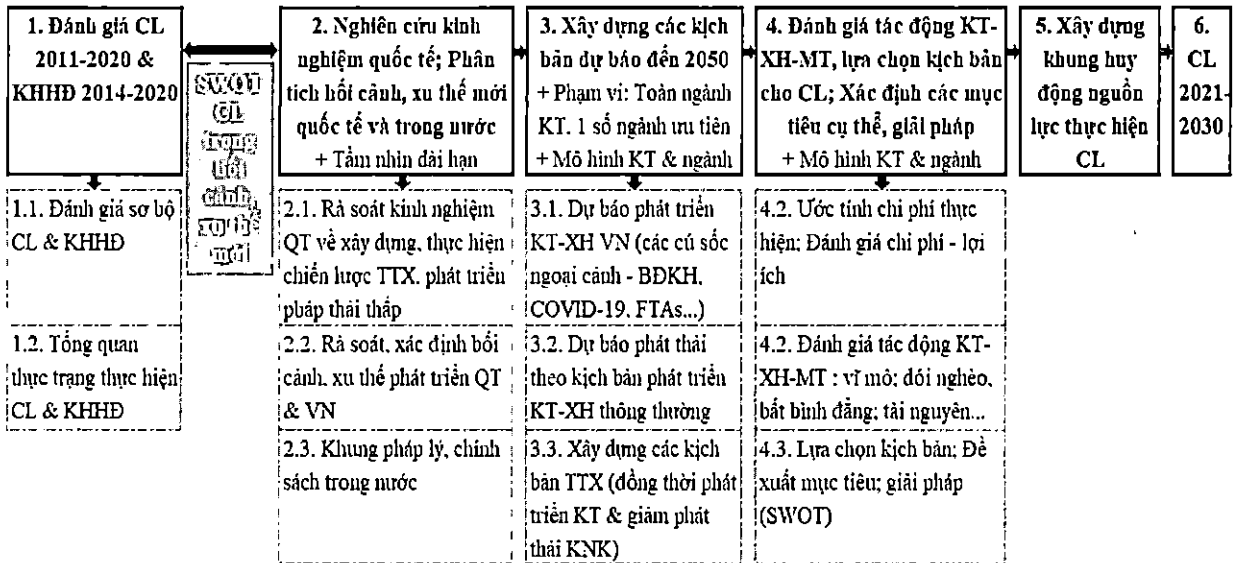 1. Đánh giá CL
2011-2020 &
KHHĐ 2014-2020
SWOT
CL
trong
bối
cảnh,
xu thế
mới
2. Nghiên cứu kinh
nghiệm quốc tế; Phân
tích bối cảnh, xu thế mới
quốc tế và trong nước
+ Tầm nhìn dài hạn
3. Xây dựng các kịch
bản dự báo đến 2050
+ Phạm vi: Toàn ngành
KT. 1 số ngành ưu tiên
+ Mô hình KT & ngành
4. Đánh giá tác động KT-
XH-MT, lựa chọn kịch bản
cho CL; Xác định các mục
tiêu cụ thể, giải pháp
+ Mô hình KT & ngành
5. Xây dựng
khung huy
động nguồn
lực thực hiện
CL
6.
CL
2021-
2030
1.1. Đánh giá sơ bộ
CL & KHHĐ
1.2. Tổng quan
thực trạng thực hiện
CL & KHHĐ
2.1. Rà soát kinh nghiệm
QT về xây dựng, thực hiện
chiến lược TTX. phát triển
pháp thải thấp
2.2. Rà soát. xác định bối
cảnh. xu thế phát triển QT
& VN
2.3. Khung pháp lý, chính
sách trong nước
3.1. Dự báo phát triển
KT-XH VN (các cú sốc
ngoại cảnh - BĐKH.
COVID-19. FTAs...)
3.2. Dự báo phát thải
theo kịch bản phát triển
KT-XH thông thường
3.3. Xây dựng các kịch
bản TTX (đồng thời phát
triển KT & giảm phát
thải KNK)
4.2. Ước tính chi phí thực
hiện; Đánh giá chi phí - lợi
ích
4.2. Đánh giá tác động KT-
XH-MT : vĩ mô; đói nghèo.
bất bình đẳng; tài nguyên...
4.3. Lựa chọn kịch bản; Đề
xuất mục tiêu; giải pháp
(SWOT)